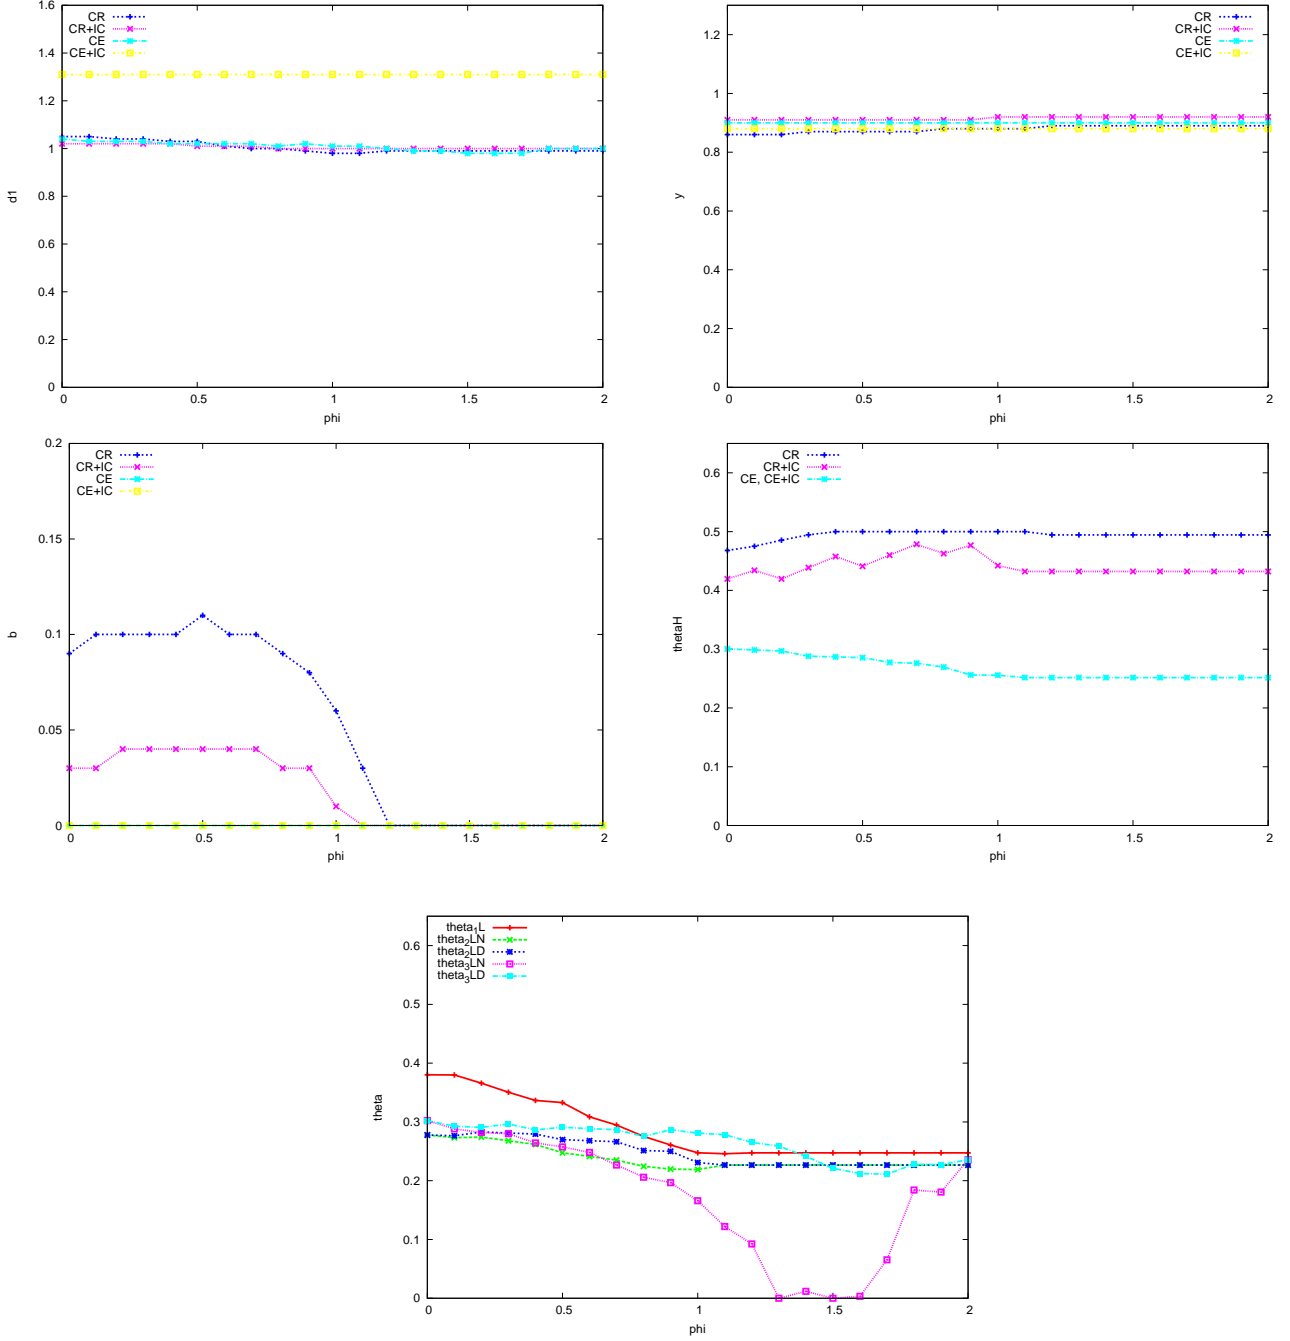 1.6
1.4
1.2
1
0.8
0.6
0.4
0.2
0
d1
CR
CR+IC
CE
CE+IC
0 0.5 1 1.5 2
phi
1.2
1
0.8
0.6
0.4
0.2
0
y
CR
CR+IC
CE
CE+IC
0 0.5 1 1.5 2
phi
0.2
0.15
0.1
0.05
0
b
CR
CR+IC
CE
CE+IC
0 0.5 1 1.5 2
phi
0.6
0.5
0.4
0.3
0.2
0.1
0
thetaH
CR
CR+IC
CE, CE+IC
0 0.5 1 1.5 2
phi
0.6
0.5
0.4
0.3
0.2
0.1
0
theta
theta₁L
theta₂LN
theta₂LD
theta₃LN
theta₃LD
0 0.5 1 1.5 2
phi